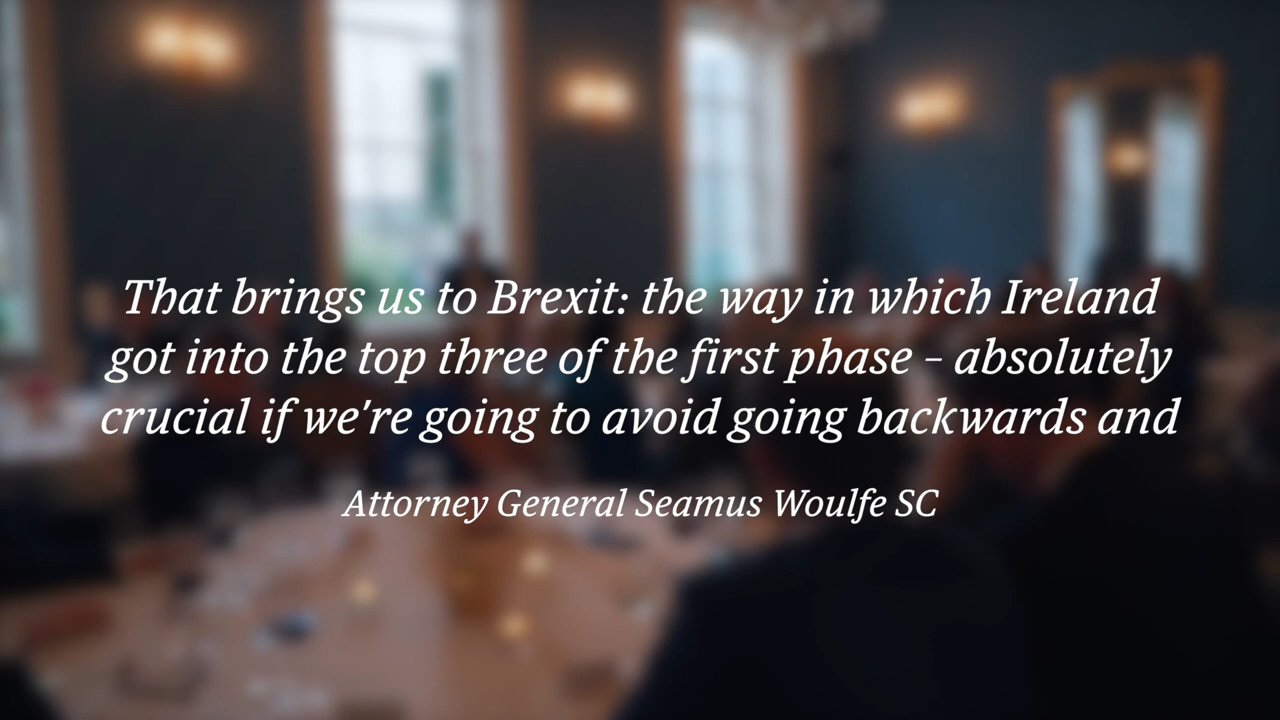 That brings us to Brexit: the way in which Ireland
got into the top three of the first phase – absolutely
crucial if we're going to avoid going backwards and
Attorney General Seamus Woulfe SC